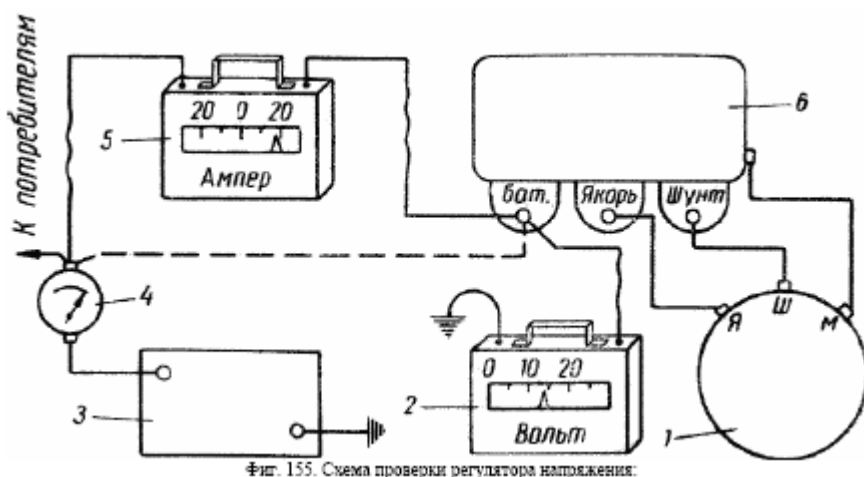 К потребителям
5
20 0 20
Ампер
6
бат.
Якорь
Шунт
4
Я
Ш
М
3
2
0 10 20
Вольт
1
Фиг. 155. Схема проверки регулятора напряжения: